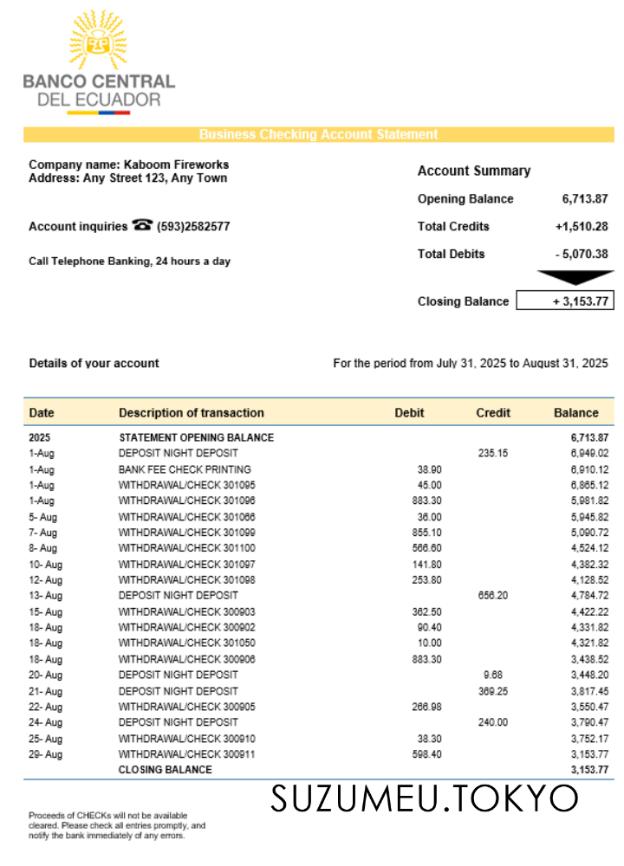 BANCO CENTRAL
DEL ECUADOR
Business Checking Account Statement
Company name: Kaboom Fireworks
Address: Any Street 123, Any Town
Account inquiries ☎ (593)2582577
Call Telephone Banking, 24 hours a day
Account Summary
Opening Balance 6,713.87
Total Credits +1,510.28
Total Debits - 5,070.38
Closing Balance + 3,153.77
Details of your account For the period from July 31, 2025 to August 31, 2025
Date Description of transaction Debit Credit Balance
2025 STATEMENT OPENING BALANCE 6,713.87
1-Aug DEPOSIT NIGHT DEPOSIT 235.15 6,949.02
1-Aug BANK FEE CHECK PRINTING 38.90 6,910.12
1-Aug WITHDRAWAL/CHECK 301095 45.00 6,865.12
1-Aug WITHDRAWAL/CHECK 301096 883.30 5,981.82
5- Aug WITHDRAWAL/CHECK 301066 36.00 5,945.82
7- Aug WITHDRAWAL/CHECK 301099 855.10 5,090.72
8- Aug WITHDRAWAL/CHECK 301100 566.60 4,524.12
10- Aug WITHDRAWAL/CHECK 301097 141.80 4,382.32
12- Aug WITHDRAWAL/CHECK 301098 253.80 4,128.52
13- Aug DEPOSIT NIGHT DEPOSIT 656.20 4,784.72
15- Aug WITHDRAWAL/CHECK 300903 362.50 4,422.22
18- Aug WITHDRAWAL/CHECK 300902 90.40 4,331.82
18- Aug WITHDRAWAL/CHECK 301050 10.00 4,321.82
18- Aug WITHDRAWAL/CHECK 300906 883.30 3,438.52
20- Aug DEPOSIT NIGHT DEPOSIT 9.68 3,448.20
21- Aug DEPOSIT NIGHT DEPOSIT 369.25 3,817.45
22- Aug WITHDRAWAL/CHECK 300905 266.98 3,550.47
24- Aug DEPOSIT NIGHT DEPOSIT 240.00 3,790.47
25- Aug WITHDRAWAL/CHECK 300910 38.30 3,752.17
29- Aug WITHDRAWAL/CHECK 300911 598.40 3,153.77
CLOSING BALANCE 3,153.77
SUZUMEU.TOKYO
Proceeds of CHECKs will not be available
cleared. Please check all entries promptly, and
notify the bank immediately of any errors.